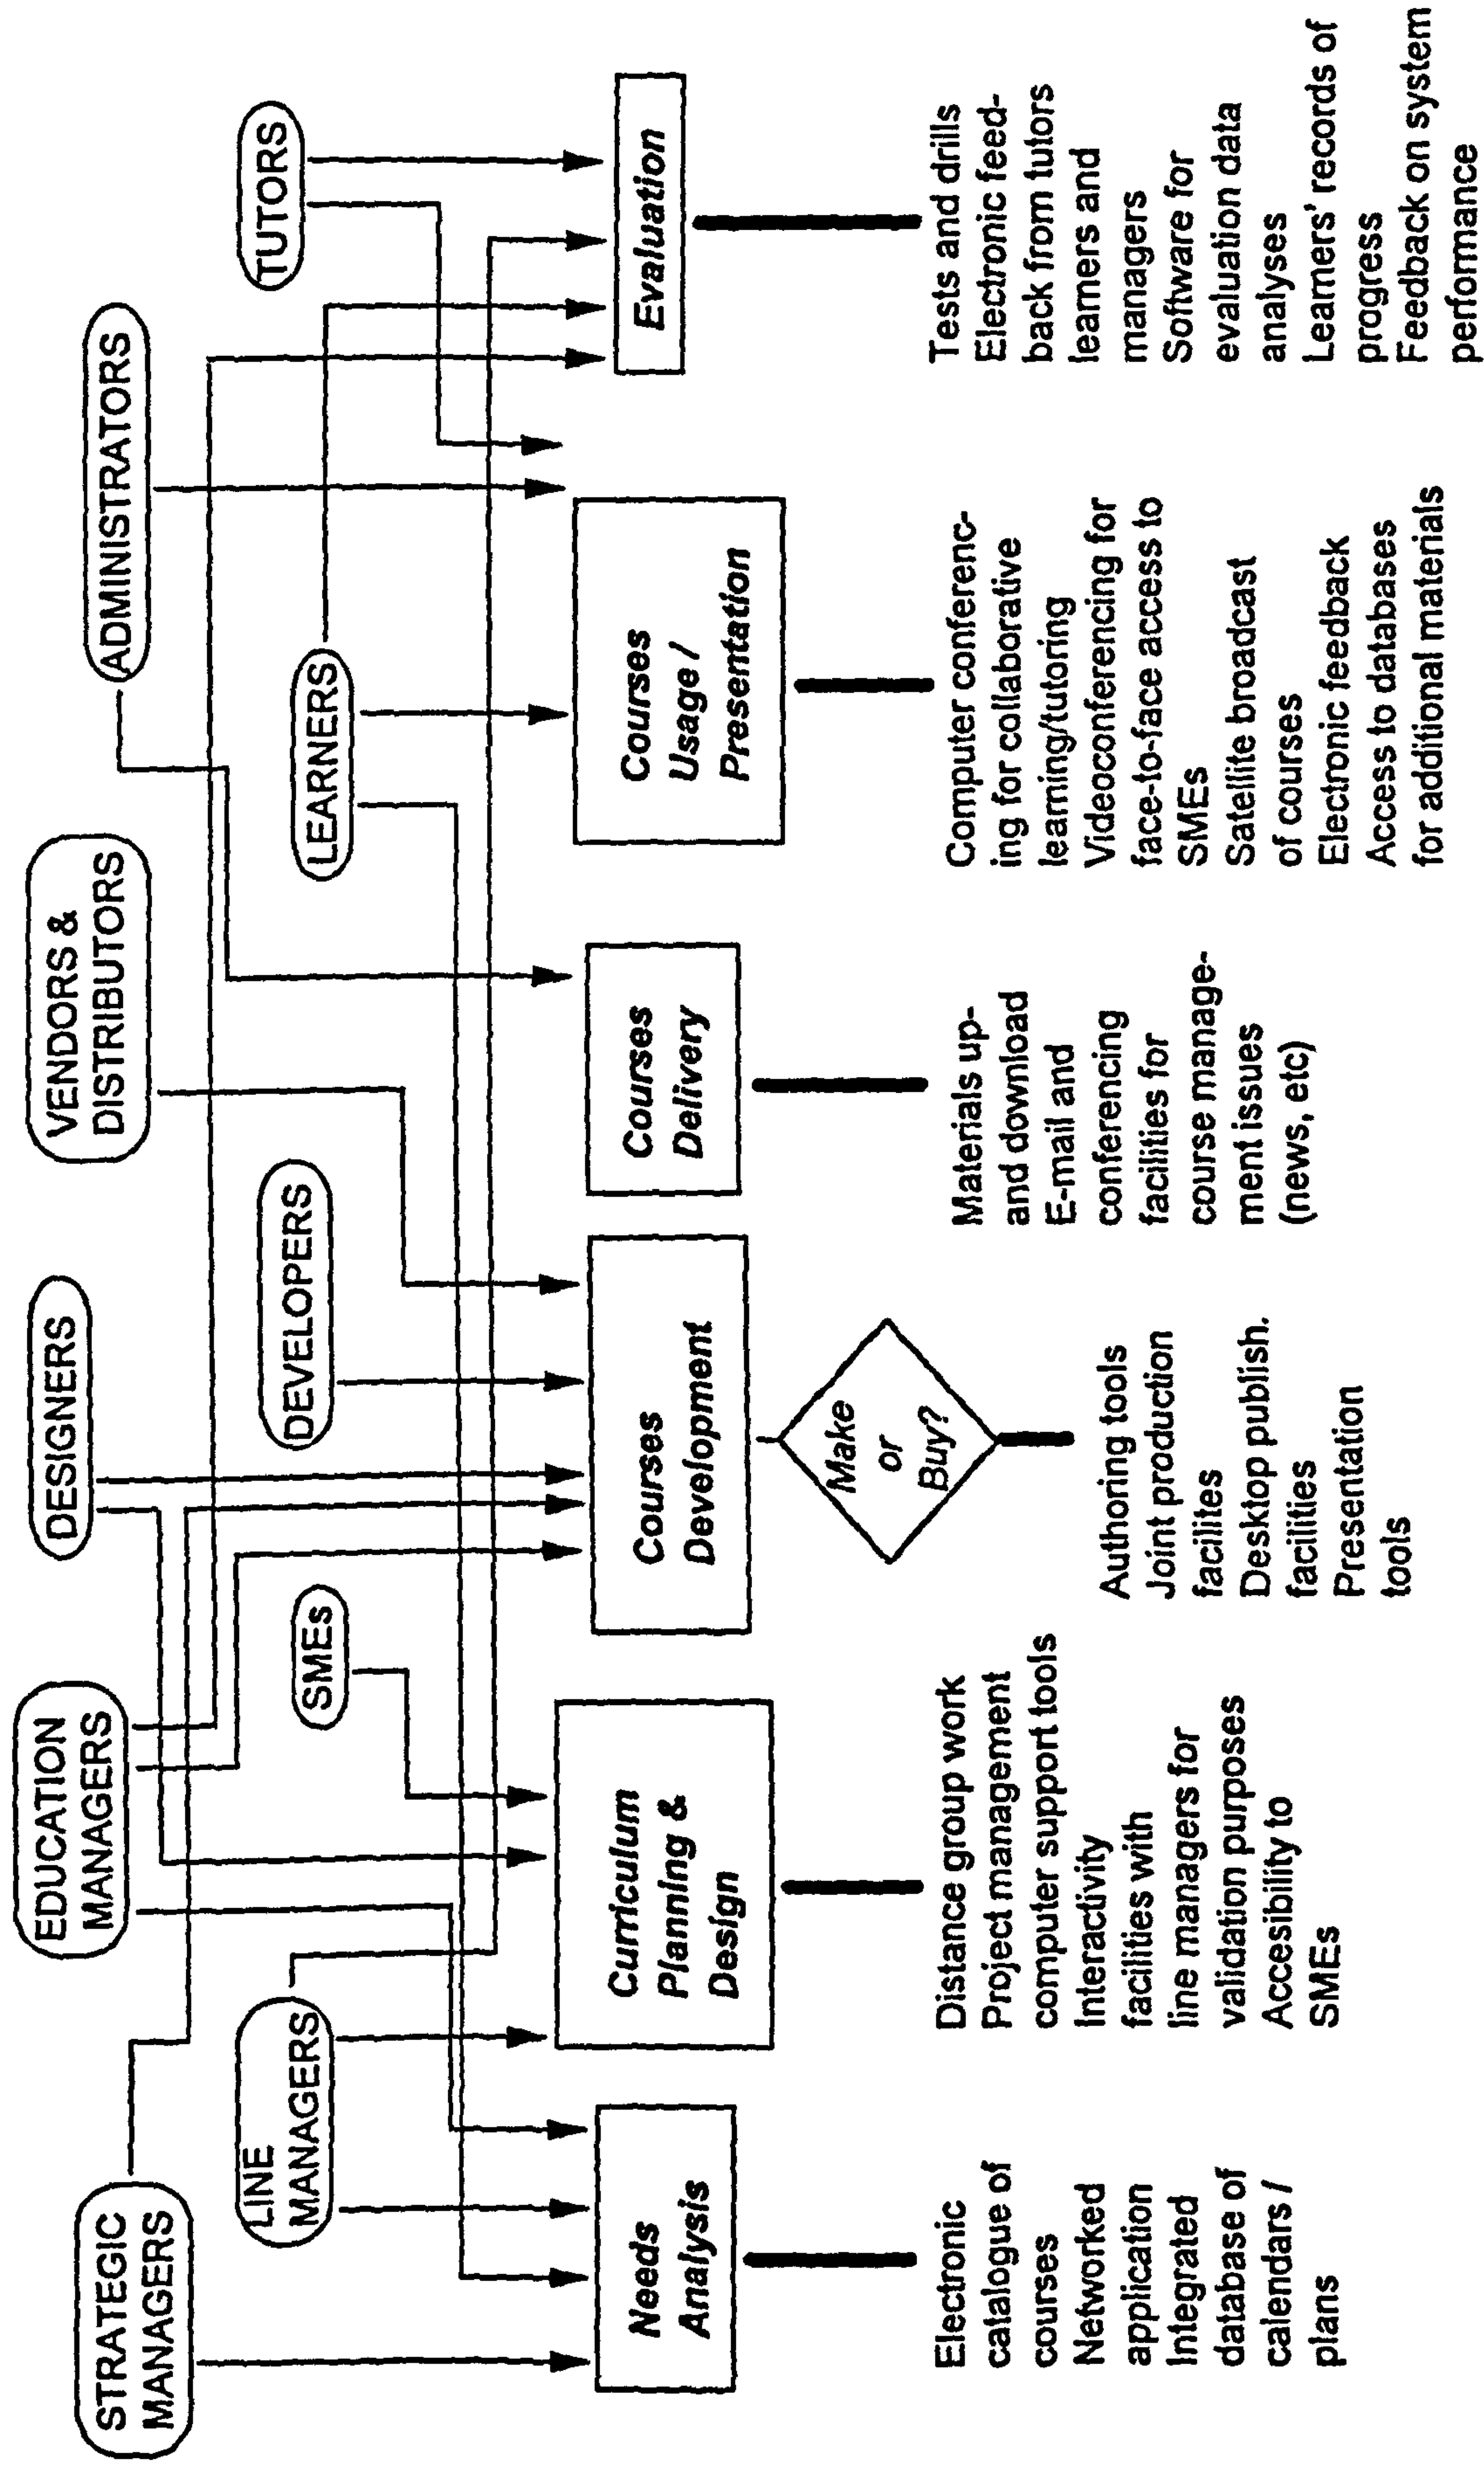 STRATEGIC
MANAGERS
EDUCATION
MANAGERS
DESIGNERS
VENDORS &
DISTRIBUTORS
ADMINISTRATORS
TUTORS
LINE
MANAGERS
SMEs
DEVELOPERS
LEARNERS
Needs
Analysis
Curriculum
Planning &
Design
Courses
Development
Courses
Delivery
Courses
Usage /
Presentation
Evaluation
Make
or
Buy?
Electronic
catalogue of
courses
Networked
application
Integrated
database of
calendars /
plans
Distance group work
Project management
computer support tools
Interactivity
facilities with
line managers for
validation purposes
Accesibility to
SMEs
Authoring tools
Joint production
facilites
Desktop publish.
facilities
Presentation
tools
Materials up-
and download
E-mail and
conferencing
facilities for
course manage-
ment issues
(news, etc)
Computer conferenc-
ing for collaborative
learning/tutoring
Videoconferencing for
face-to-face access to
SMEs
Satellite broadcast
of courses
Electronic feedback
Access to databases
for additional materials
Tests and drills
Electronic feed-
back from tutors
learners and
managers
Software for
evaluation data
analyses
Learners' records of
progress
Feedback on system
performance